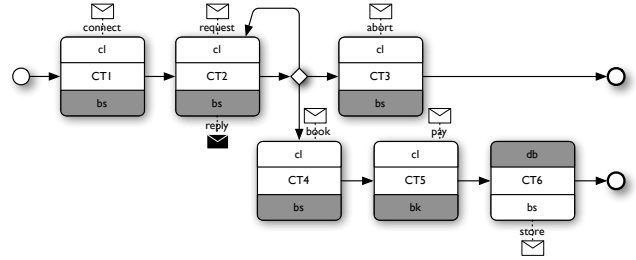 connect
request
abort
cl
cl
cl
CT1
CT2
CT3
bs
bs
bs
reply
book
pay
cl
cl
db
CT4
CT5
CT6
bs
bk
bs
store